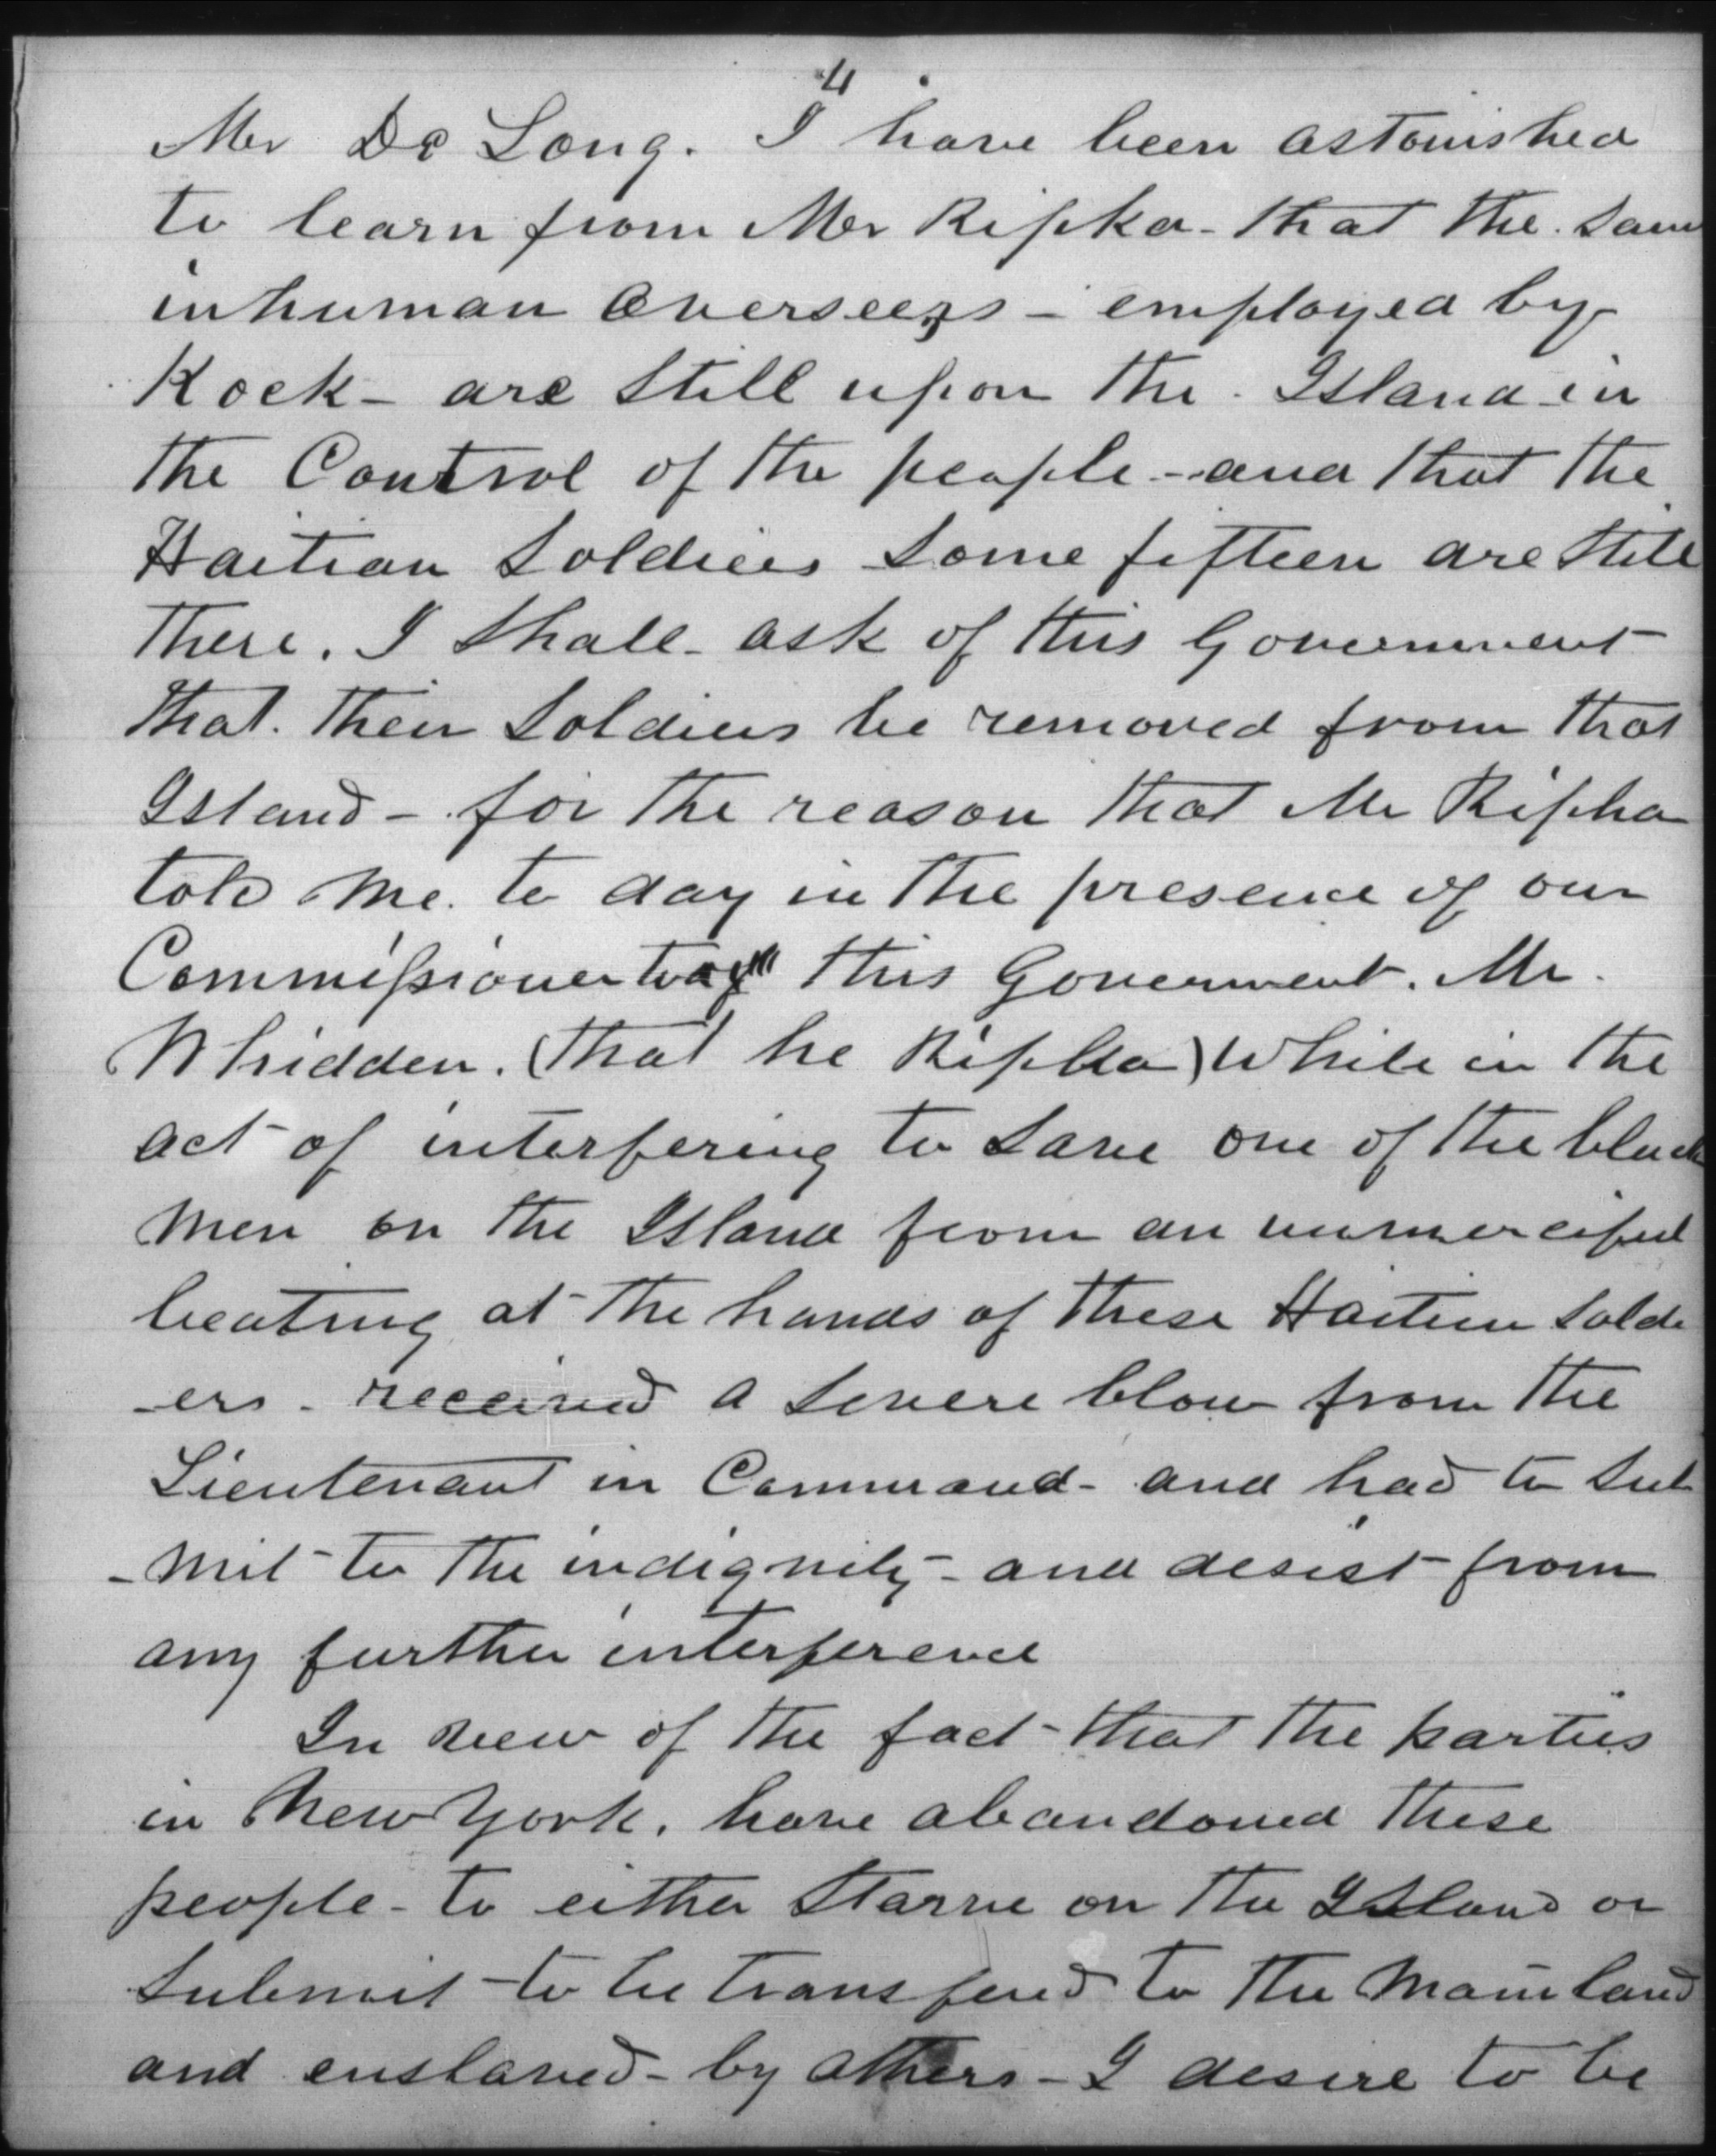 4
Mr De Long. I have been astonished
to learn from Mr Ripka - that the same
inhuman Overseers - employed by
Kock - are still upon the Island - in
the Control of the people - and that the
Haitian Soldiers some fifteen are still
there. I shall ask of this Government
that their soldiers be removed from that
Island - for the reason that Mr Ripka
told me to day in the presence of our
Commissioner to this Goverment. Mr.
Whidden. (that he Ripka) while in the
act of interfering to save one of the black
men on the Island from an unmerciful
beating at the hands of these Haitien Soldi
-ers - received a severe blow from the
Lieutenant in Command - and had to sub
-mit to the indignity - and desist from
any further interference
In view of the fact - that the parties
in New York, have abandoned these
people - to either starve on the Island or
submit - to be transfered to the Mainland
and enslaved - by others - I desire to be